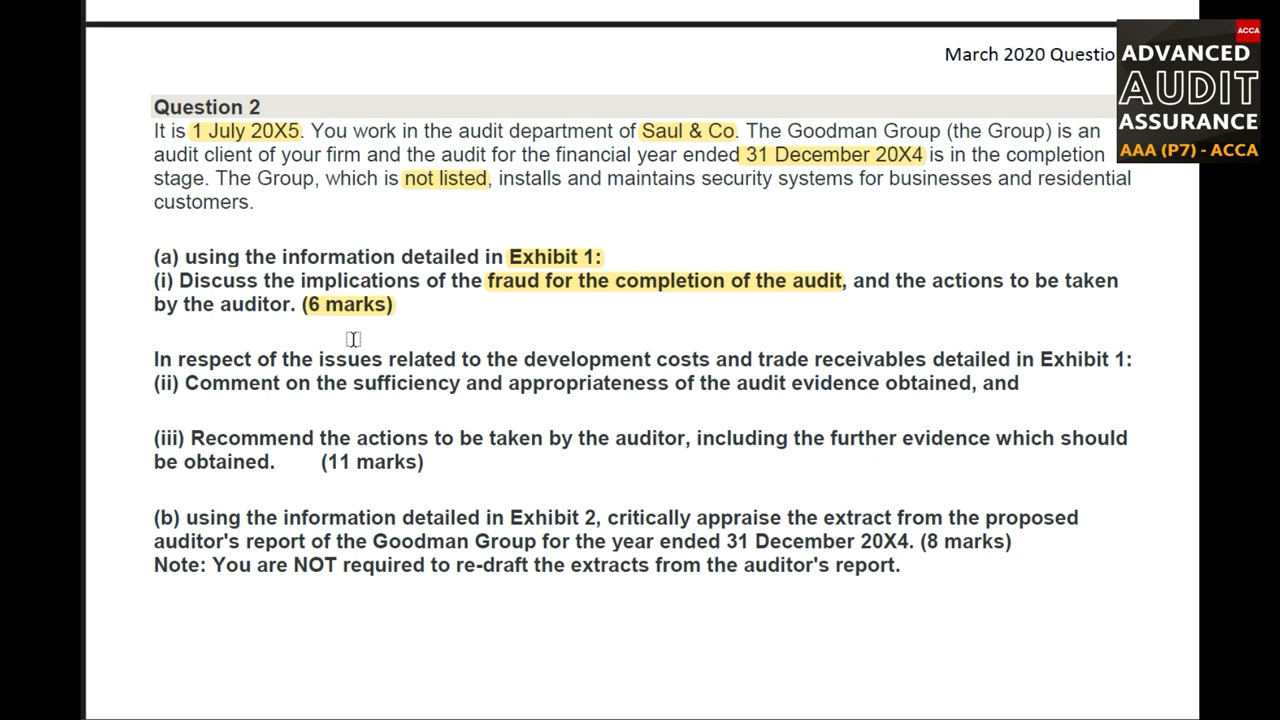 March 2020 Questio
ACCA
ADVANCED
AUDIT
ASSURANCE
AAA (P7) - ACCA
Question 2
It is 1 July 20X5. You work in the audit department of Saul & Co. The Goodman Group (the Group) is an
audit client of your firm and the audit for the financial year ended 31 December 20X4 is in the completion
stage. The Group, which is not listed, installs and maintains security systems for businesses and residential
customers.
(a) using the information detailed in Exhibit 1:
(i) Discuss the implications of the fraud for the completion of the audit, and the actions to be taken
by the auditor. (6 marks)
In respect of the issues related to the development costs and trade receivables detailed in Exhibit 1:
(ii) Comment on the sufficiency and appropriateness of the audit evidence obtained, and
(iii) Recommend the actions to be taken by the auditor, including the further evidence which should
be obtained. (11 marks)
(b) using the information detailed in Exhibit 2, critically appraise the extract from the proposed
auditor's report of the Goodman Group for the year ended 31 December 20X4. (8 marks)
Note: You are NOT required to re-draft the extracts from the auditor's report.